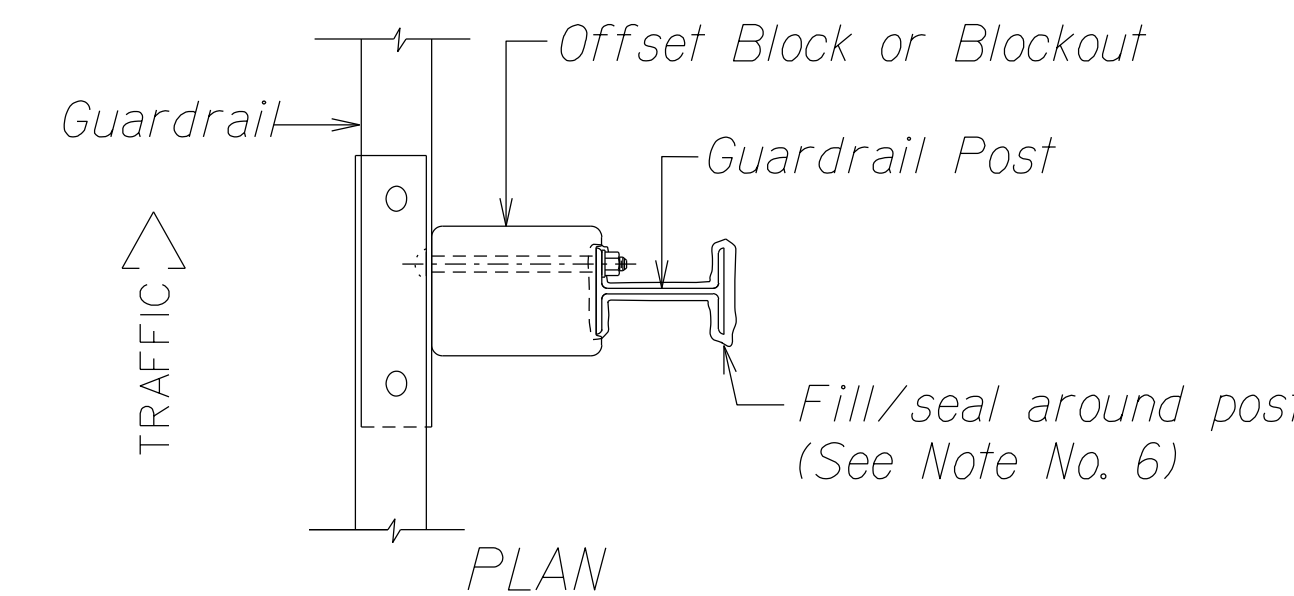 Offset Block or Blockout
Guardrail
Guardrail Post
TRAFFIC
Fill/seal around post
(See Note No. 6)
PLAN